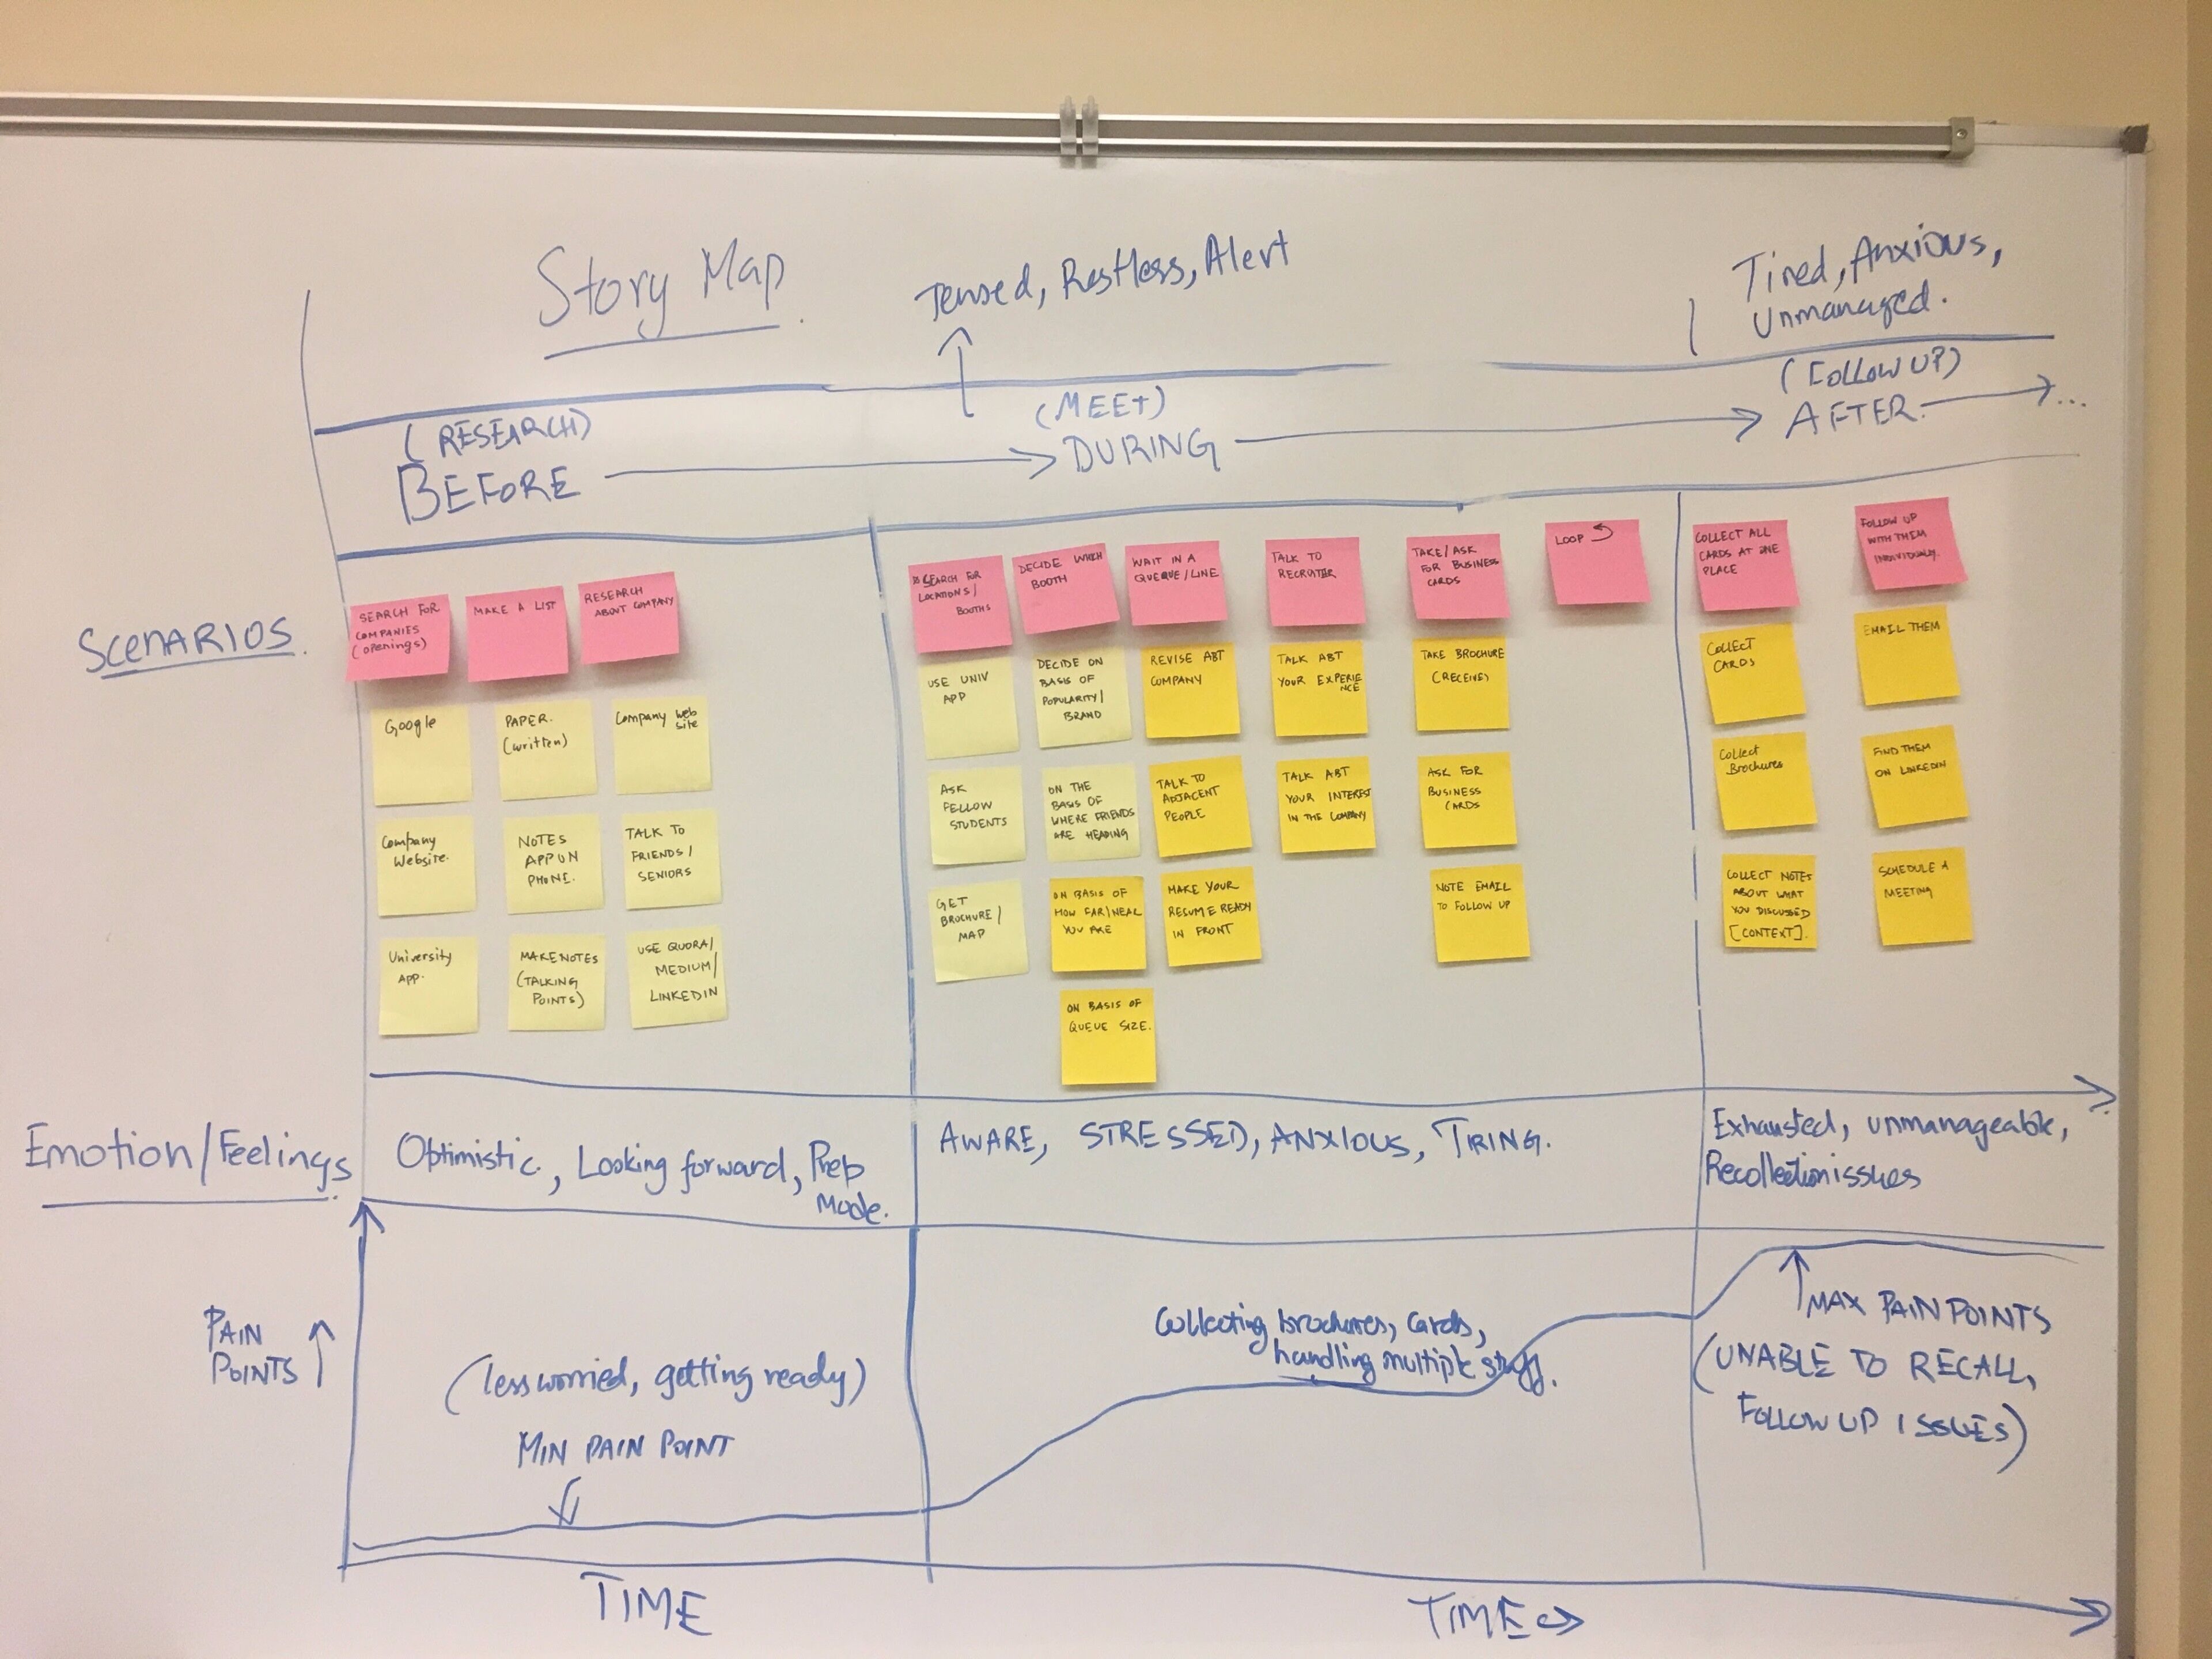 Story Map.
Tensed, Restless, Alert
Tired, Anxious,
Unmanaged.
(RESEARCH)
BEFORE
(MEET)
DURING
(FOLLOW UP)
AFTER. ...
SCENARIOS.
SEARCH FOR
COMPANIES
(openings)
MAKE A LIST
RESEARCH
ABOUT COMPANY
Google
PAPER.
(written)
Company web
site
Company
Website.
NOTES
APP ON
PHONE.
TALK TO
FRIENDS/
SENIORS
University
APP.
MAKE NOTES
(TALKING
POINTS)
USE QUORA/
MEDIUM/
LINKEDIN
SEARCH FOR
LOCATIONS/
BOOTHS
DECIDE WHICH
BOOTH
WAIT IN A
QUEQUE/LINE
TALK TO
RECRUITER
TAKE/ASK
FOR BUSINESS
CARDS
LOOP
USE UNIV
APP
DECIDE ON
BASIS OF
POPULARITY/
BRAND
REVISE ABT
COMPANY
TALK ABT
YOUR EXPERIE
NCE
TAKE BROCHURE
(RECEIVE)
ASK
FELLOW
STUDENTS
ON THE
BASIS OF
WHERE FRIENDS
ARE HEADING
TALK TO
ADJACENT
PEOPLE
TALK ABT
YOUR INTEREST
IN THE COMPANY
ASK FOR
BUSINESS
CARDS
GET
BROCHURE/
MAP
ON BASIS OF
HOW FAR/NEAR
YOU ARE
MAKE YOUR
RESUME READY
IN FRONT
NOTE EMAIL
TO FOLLOW UP
ON BASIS OF
QUEUE SIZE.
COLLECT ALL
CARDS AT ONE
PLACE
FOLLOW UP
WITH THEM
INDIVIDUALLY.
COLLECT
CARDS
EMAIL THEM
Collect
Brochures
FIND THEM
ON LINKEDIN
COLLECT NOTES
ABOUT WHAT
YOU DISCUSSED
[CONTEXT].
SCHEDULE A
MEETING
Emotion/Feelings
Optimistic, Looking forward, Prep
Mode.
AWARE, STRESSED, ANXIOUS, TIRING.
Exhausted, unmanageable,
Recollection issues
PAIN
POINTS
(less worried, getting ready)
MIN PAIN POINT
Collecting brochures, cards,
handling multiple stuff.
MAX PAIN POINTS
(UNABLE TO RECALL,
FOLLOW UP ISSUES)
TIME
TIME